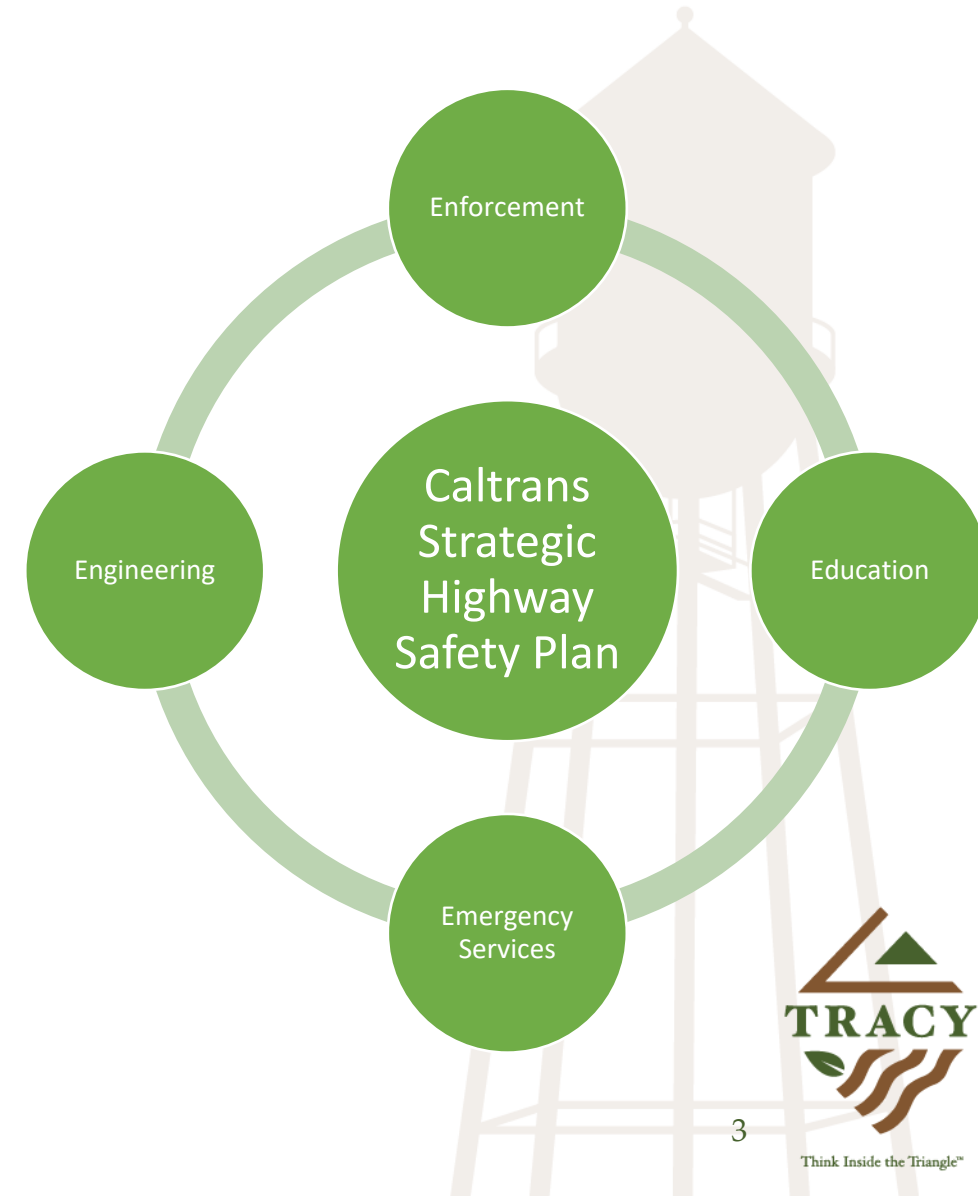 Enforcement
Caltrans
Strategic
Highway
Safety Plan
Engineering
Education
Emergency
Services
TRACY
3
Think Inside the Triangle™